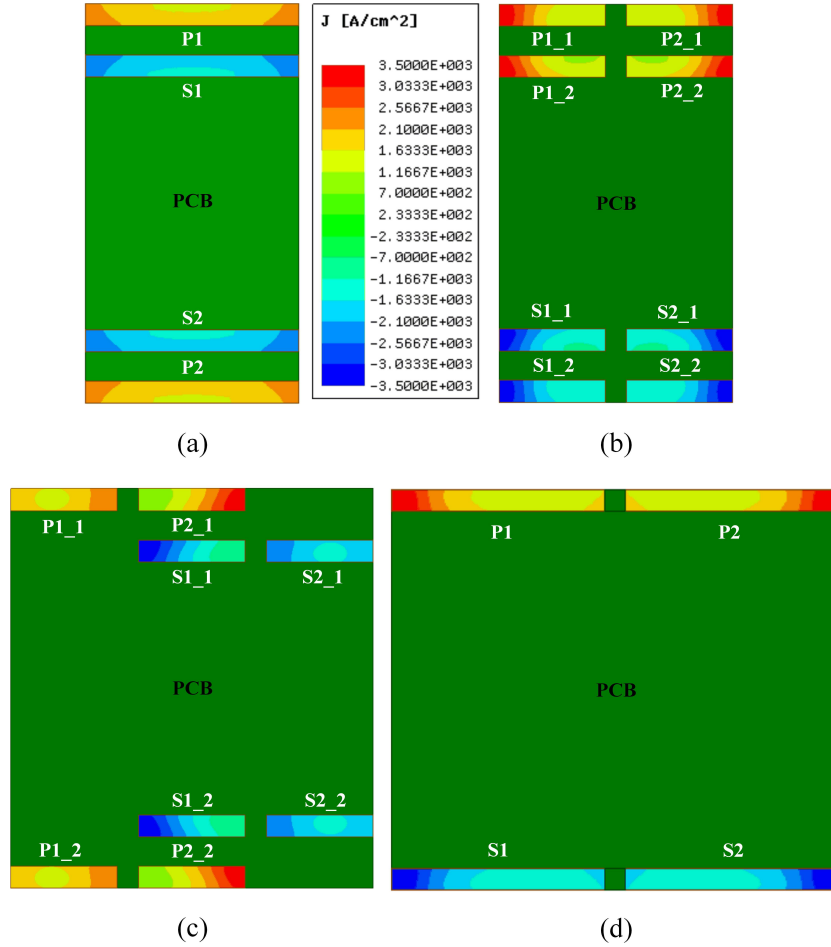 P1
S1
PCB
S2
P2
(a)
J [A/cm^2]
3.5000E+003
3.0333E+003
2.5667E+003
2.1000E+003
1.6333E+003
1.1667E+003
7.0000E+002
2.3333E+002
-2.3333E+002
-7.0000E+002
-1.1667E+003
-1.6333E+003
-2.1000E+003
-2.5667E+003
-3.0333E+003
-3.5000E+003
P1_1 P2_1
P1_2 P2_2
PCB
S1_1 S2_1
S1_2 S2_2
(b)
P1_1 P2_1
S1_1 S2_1
PCB
S1_2 S2_2
P1_2 P2_2
(c)
P1 P2
PCB
S1 S2
(d)